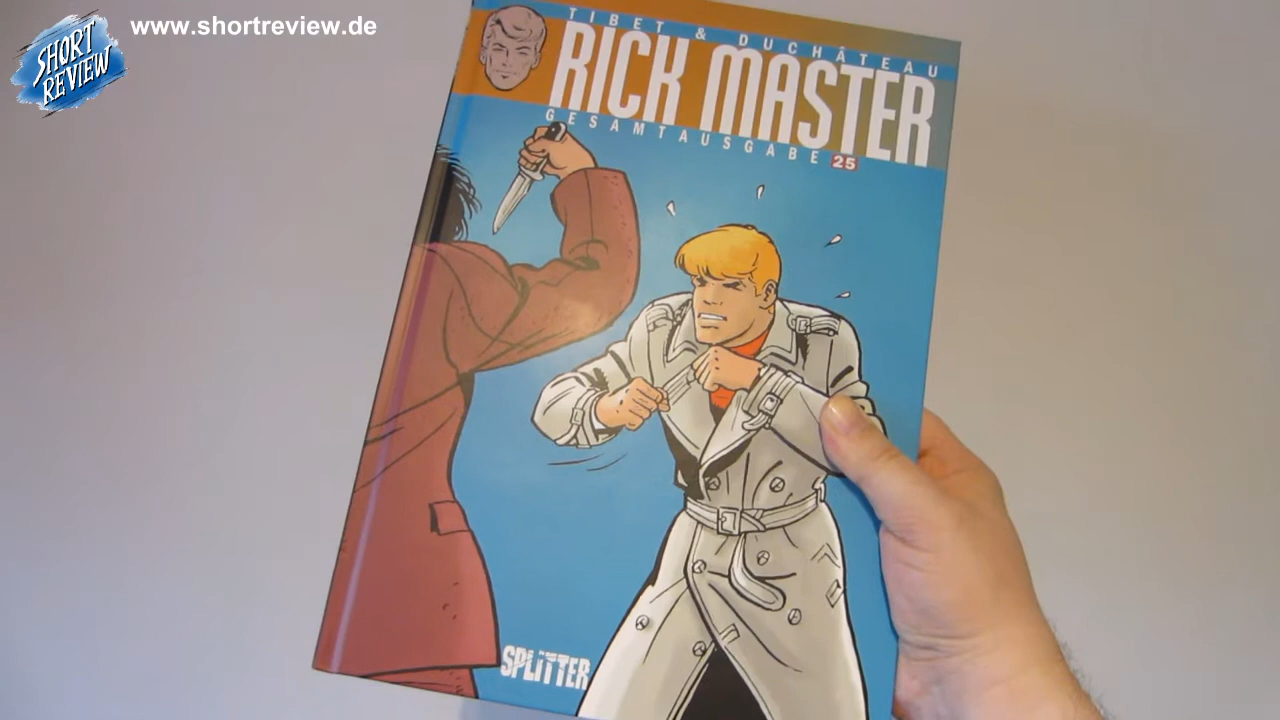 SHORT
REVIEW
www.shortreview.de
TIBET & DUCHÂTEAU
RICK MASTER
GESAMTAUSGABE 25
SPLITTER